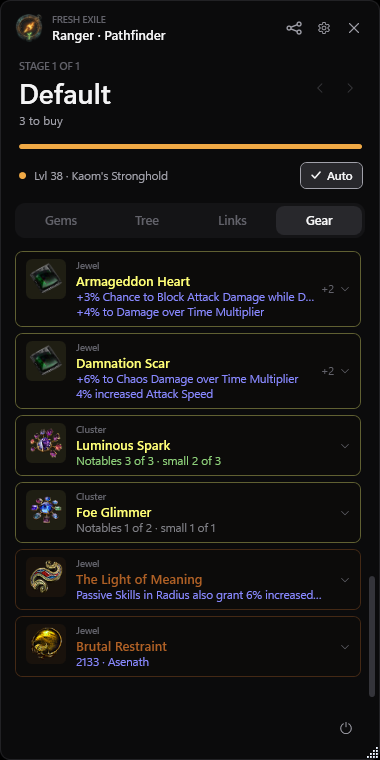 FRESH EXILE
Ranger · Pathfinder
STAGE 1 OF 1
Default
3 to buy
Lvl 38 · Kaom's Stronghold
Auto
Gems Tree Links Gear
Jewel
Armageddon Heart
+3% Chance to Block Attack Damage while D...
+4% to Damage over Time Multiplier
+2
Jewel
Damnation Scar
+6% to Chaos Damage over Time Multiplier
4% increased Attack Speed
+2
Cluster
Luminous Spark
Notables 3 of 3 · small 2 of 3
Cluster
Foe Glimmer
Notables 1 of 2 · small 1 of 1
Jewel
The Light of Meaning
Passive Skills in Radius also grant 6% increased...
Jewel
Brutal Restraint
2133 · Asenath